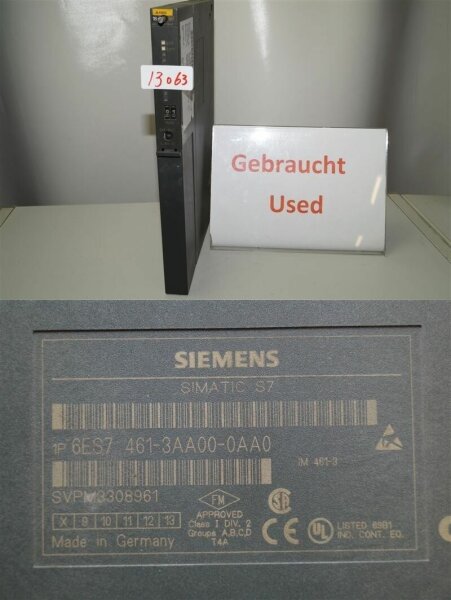 13063
Gebraucht
Used
SIEMENS
SIMATIC S7
1P 6ES7 461-3AA00-0AA0
IM 461-3
SVPM3308961
FM
APPROVED
Class I DIV. 2
Groups A,B,C,D
T4A
X 9 10 11 12 13
Made in Germany
LISTED 69B1
IND. CONT. EQ.